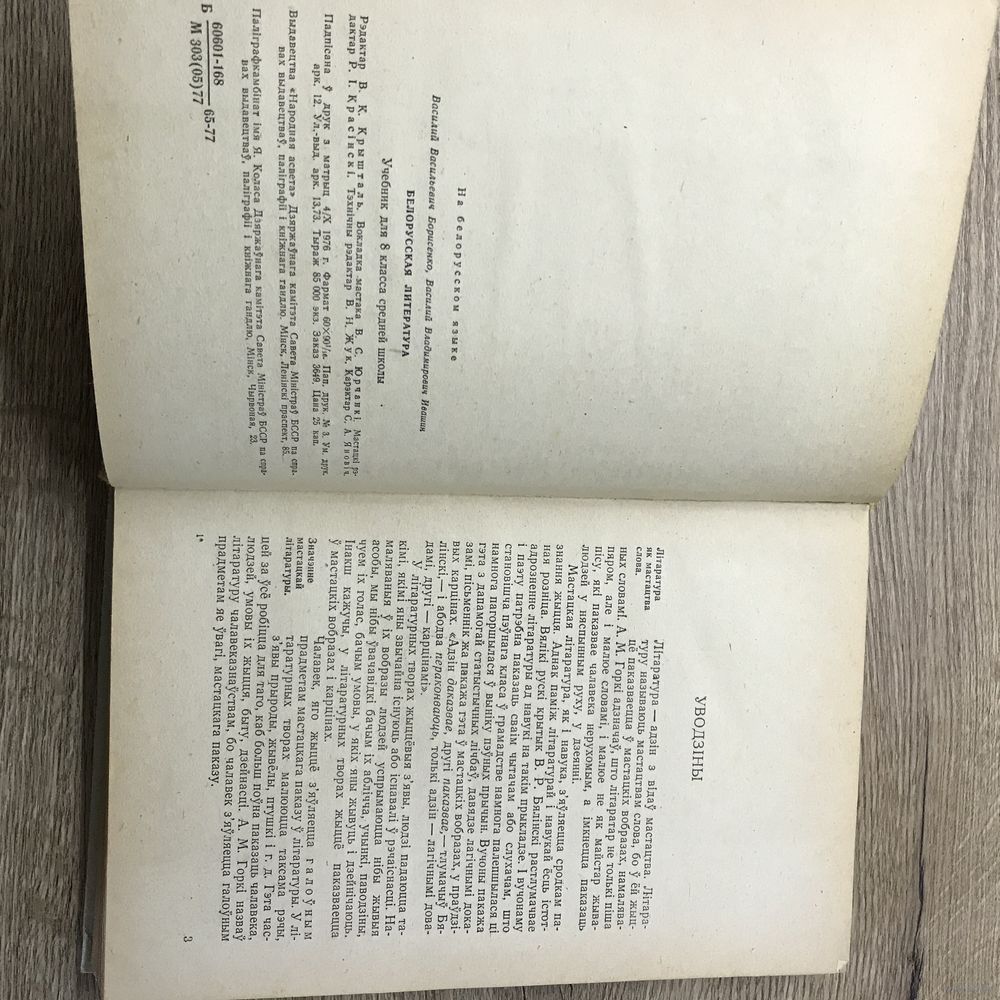 На белорусском языке
Василий Васильевич Борисенко, Василий Владимирович Ивашин
БЕЛОРУССКАЯ ЛИТЕРАТУРА
Учебник для 8 класса средней школы
Рэдактар В. К. Крышталь. Вокладка мастака В. С. Юрчанкі. Мастацкі рэ-
дактар Р. І. Красінскі. Тэхнічны рэдактар В. Н. Жук. Карэктар С. А. Яновіч.
Падпісана ў друк з матрыц 4/X 1976 г. Фармат 60×90¹/₁₆. Пап. друк. № 3. Ум. друк.
арк. 12. Ул.-выд. арк. 13,73. Тыраж 85 000 экз. Заказ 3649. Цана 25 кап.
Выдавецтва «Народная асвета» Дзяржаўнага камітэта Савета Міністраў БССР па спра-
вах выдавецтваў, паліграфіі і кніжнага гандлю. Мінск, Ленінскі праспект, 85.
Паліграфкамбінат імя Я. Коласа Дзяржаўнага камітэта Савета Міністраў БССР па спра-
вах выдавецтваў, паліграфіі і кніжнага гандлю, Мінск, Чырвоная, 23.
Б 60601-168
М 303(05)77 65-77
УВОДЗІНЫ
Літаратура
як мастацтва
слова.
Літаратура — адзін з відаў мастацтва. Літара-
туру называюць мастацтвам слова, бо ў ёй жыц-
цё паказваецца ў мастацкіх вобразах, намалява-
ных словамі. А. М. Горкі адзначаў, што літаратар не толькі піша
пяром, але і малюе словамі, і малюе не як майстар жыва-
пісу, які паказвае чалавека нерухомым, а імкнецца паказаць
людзей у няспынным руху, у дзеянні.
Мастацкая літаратура, як і навука, з'яўляецца сродкам па-
знання жыцця. Аднак паміж літаратурай і навукай ёсць істот-
ная розніца. Вялікі рускі крытык В. Р. Бялінскі растлумачвае
адрозненне літаратуры ад навукі на такім прыкладзе. І вучонаму
і паэту патрэбна паказаць сваім чытачам або слухачам, што
становішча пэўнага класа ў грамадстве намнога палепшылася ці
намнога пагоршылася ў выніку пэўных прычын. Вучоны пакажа
гэта з дапамогай статыстычных лічбаў, давядзе лагічнымі дока-
замі, пісьменнік жа пакажа гэта ў мастацкіх вобразах, у праўдзі-
вых карцінах. «Адзін даказвае, другі паказвае,— тлумачыў Бя-
лінскі,— і абодва пераконваюць, толькі адзін — лагічнымі дова-
дамі, другі — карцінамі».
У літаратурных творах жыццёвыя з'явы, людзі падаюцца та-
кімі, якімі яны звычайна існуюць або існавалі ў рэчаіснасці. На-
маляваныя ў іх вобразы людзей успрымаюцца нібы жывыя
асобы, мы нібы ўвачавідкі бачым іх аблічча, учынкі, паводзіны,
чуем іх голас, бачым умовы, у якіх яны жывуць і дзейнічаюць.
Інакш кажучы, у літаратурных творах жыццё паказваецца
ў мастацкіх вобразах і карцінах.
Значэнне
мастацкай
літаратуры.
Чалавек, яго жыццё з'яўляецца галоўным
прадметам мастацкага паказу ў літаратуры. У лі-
таратурных творах малююцца таксама рэчы,
з'явы прыроды, жывёлы, птушкі і г. д. Гэта час-
цей за ўсё робіцца для таго, каб больш поўна паказаць чалавека,
людзей, умовы іх жыцця, быту, дзейнасці. А. М. Горкі назваў
літаратуру чалавеказнаўствам, бо чалавек з'яўляецца галоўным
прадметам яе ўвагі, мастацкага паказу.
1*
3